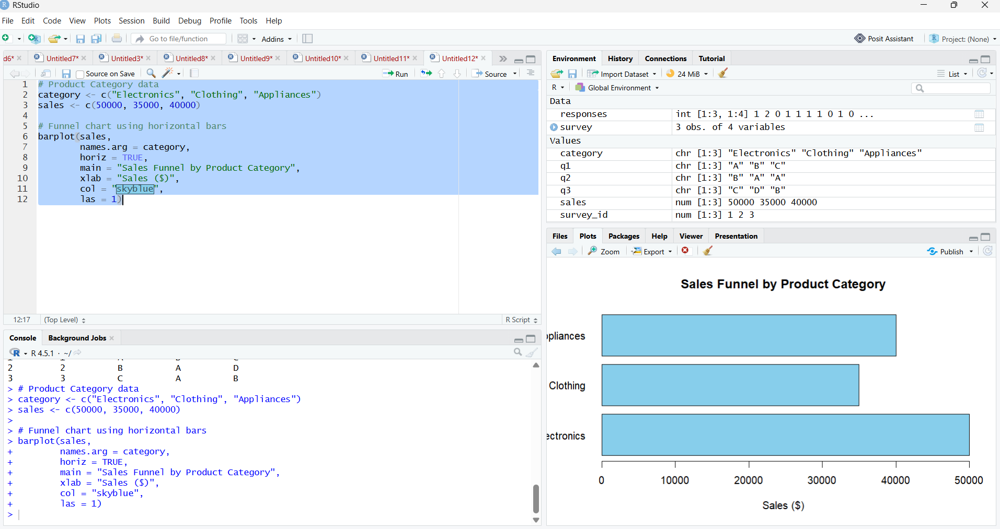 RStudio
File Edit Code View Plots Session Build Debug Profile Tools Help
Go to file/function Addins Posit Assistant Project: (None)
d6* Untitled7* Untitled3* Untitled8* Untitled9* Untitled10* Untitled11* Untitled12*
Source on Save Run Source
1 # Product Category data
2 category <- c("Electronics", "Clothing", "Appliances")
3 sales <- c(50000, 35000, 40000)
4
5 # Funnel chart using horizontal bars
6 barplot(sales,
7 names.arg = category,
8 horiz = TRUE,
9 main = "Sales Funnel by Product Category",
10 xlab = "Sales ($)",
11 col = "skyblue",
12 las = 1)
12:17 (Top Level) R Script
Console Background Jobs
R 4.5.1 · ~/
2 2 B A D
3 3 C A B
> # Product Category data
> category <- c("Electronics", "Clothing", "Appliances")
> sales <- c(50000, 35000, 40000)
>
> # Funnel chart using horizontal bars
> barplot(sales,
+ names.arg = category,
+ horiz = TRUE,
+ main = "Sales Funnel by Product Category",
+ xlab = "Sales ($)",
+ col = "skyblue",
+ las = 1)
>
Environment History Connections Tutorial
Import Dataset 24 MiB List
R Global Environment
Data
responses int [1:3, 1:4] 1 2 0 1 1 1 1 0 1 0 ...
survey 3 obs. of 4 variables
Values
category chr [1:3] "Electronics" "Clothing" "Appliances"
q1 chr [1:3] "A" "B" "C"
q2 chr [1:3] "B" "A" "A"
q3 chr [1:3] "C" "D" "B"
sales num [1:3] 50000 35000 40000
survey_id num [1:3] 1 2 3
Files Plots Packages Help Viewer Presentation
Zoom Export Publish
Sales Funnel by Product Category
ppliances
Clothing
ectronics
0 10000 20000 30000 40000 50000
Sales ($)